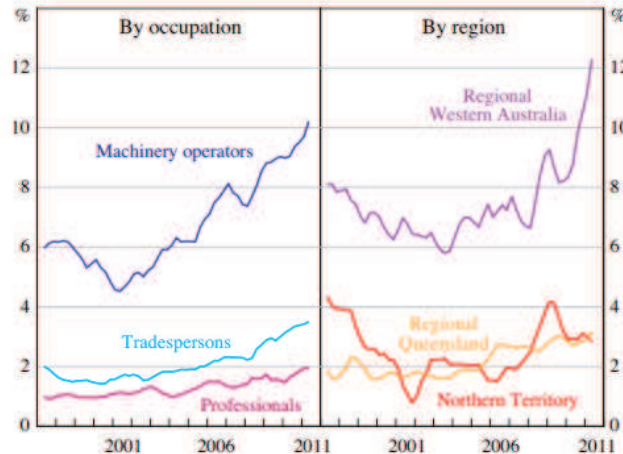 %
By occupation
By region
%
12
12
Regional
Western Australia
10
10
Machinery operators
8
8
6
6
4
4
Tradespersons
Regional
Queensland
2
2
Professionals
Northern Territory
0
0
2001
2006
2011
2001
2006
2011